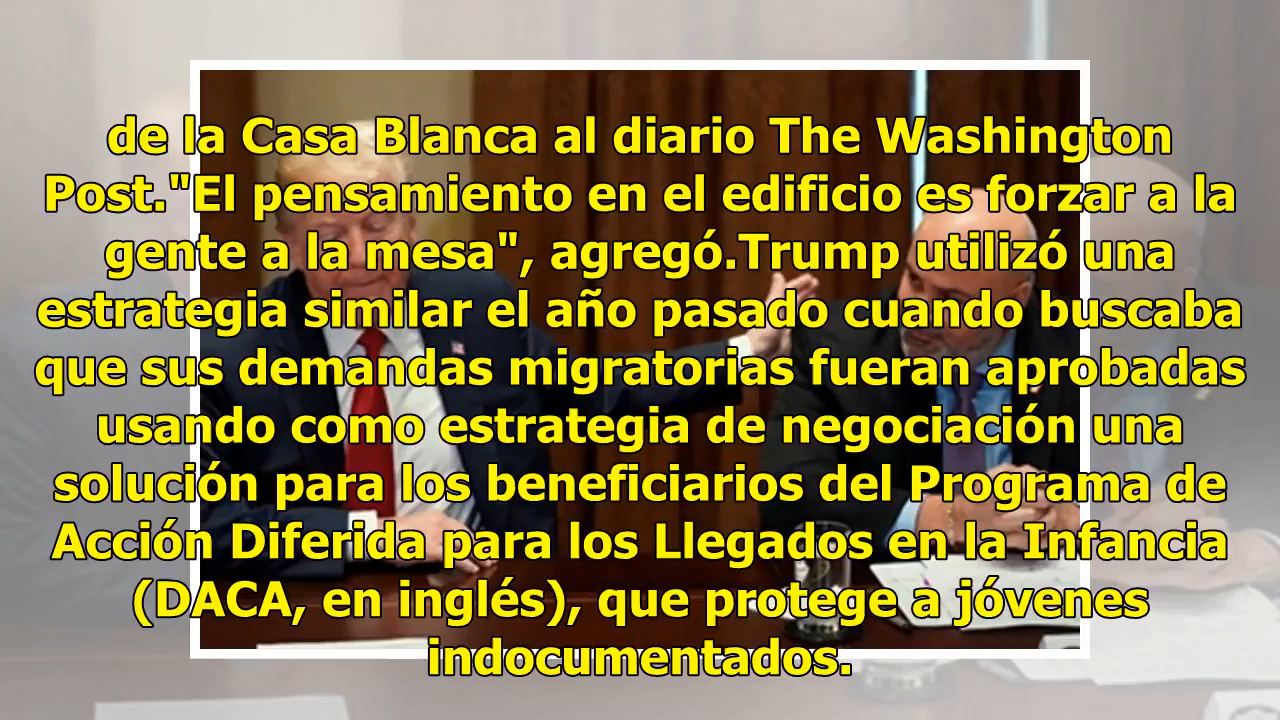 de la Casa Blanca al diario The Washington
Post."El pensamiento en el edificio es forzar a la
gente a la mesa", agregó.Trump utilizó una
estrategia similar el año pasado cuando buscaba
que sus demandas migratorias fueran aprobadas
usando como estrategia de negociación una
solución para los beneficiarios del Programa de
Acción Diferida para los Llegados en la Infancia
(DACA, en inglés), que protege a jóvenes
indocumentados.